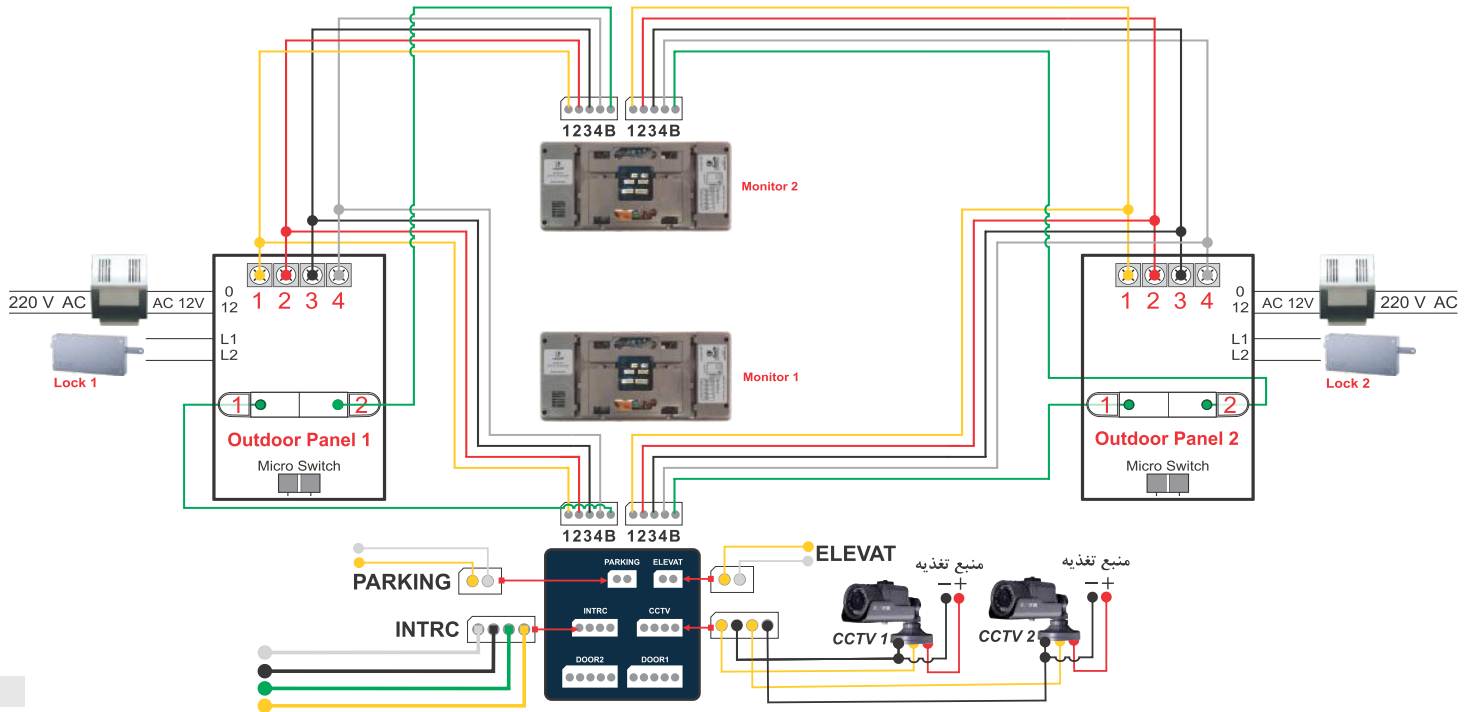 1234B 1234B
Monitor 2
220 V AC
AC 12V
0
12
L1
L2
Lock 1
1 2 3 4
1 2
Outdoor Panel 1
Micro Switch
Monitor 1
1 2 3 4
0
12
L1
L2
AC 12V
220 V AC
Lock 2
1 2
Outdoor Panel 2
Micro Switch
1234B 1234B
PARKING
INTRC
PARKING ELEVAT
INTRC CCTV
DOOR2 DOOR1
ELEVAT
منبع تغذیه
− +
CCTV 1
منبع تغذیه
− +
CCTV 2